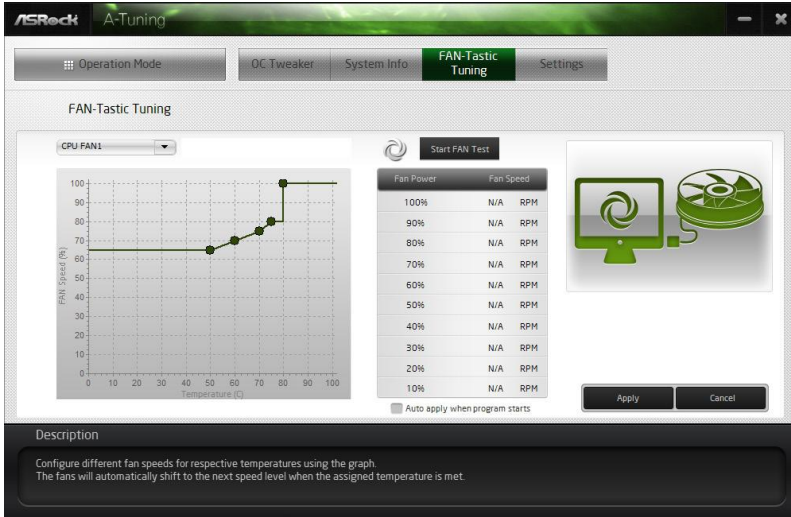 ASRock A-Tuning
Operation Mode OC Tweaker System Info FAN-Tastic Tuning Settings
FAN-Tastic Tuning
CPU FAN1
Start FAN Test
FAN Speed (%)
100
90
80
70
60
50
40
30
20
10
0
0 10 20 30 40 50 60 70 80 90 100
Temperature (C)
Fan Power Fan Speed
100% N/A RPM
90% N/A RPM
80% N/A RPM
70% N/A RPM
60% N/A RPM
50% N/A RPM
40% N/A RPM
30% N/A RPM
20% N/A RPM
10% N/A RPM
Auto apply when program starts
Apply Cancel
Description
Configure different fan speeds for respective temperatures using the graph.
The fans will automatically shift to the next speed level when the assigned temperature is met.